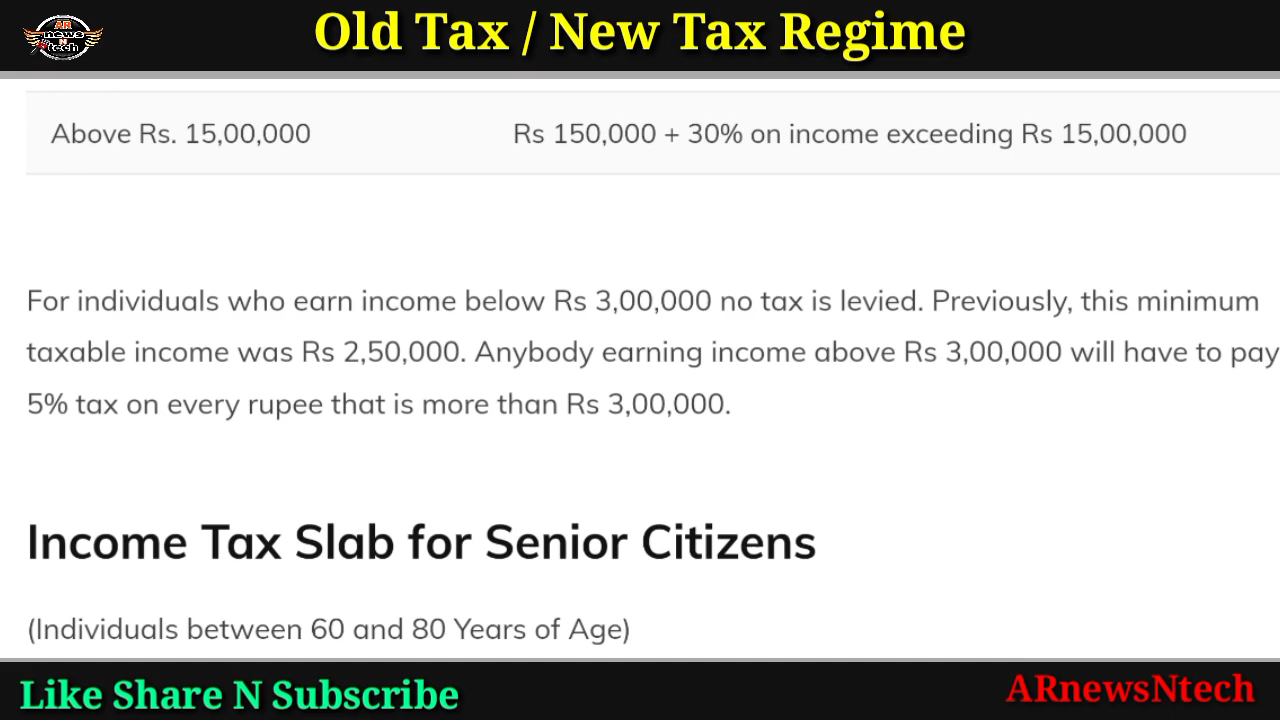 AR
news
N
tech
Old Tax / New Tax Regime
Above Rs. 15,00,000 Rs 150,000 + 30% on income exceeding Rs 15,00,000
For individuals who earn income below Rs 3,00,000 no tax is levied. Previously, this minimum
taxable income was Rs 2,50,000. Anybody earning income above Rs 3,00,000 will have to pay
5% tax on every rupee that is more than Rs 3,00,000.
Income Tax Slab for Senior Citizens
(Individuals between 60 and 80 Years of Age)
Like Share N Subscribe
ARnewsNtech